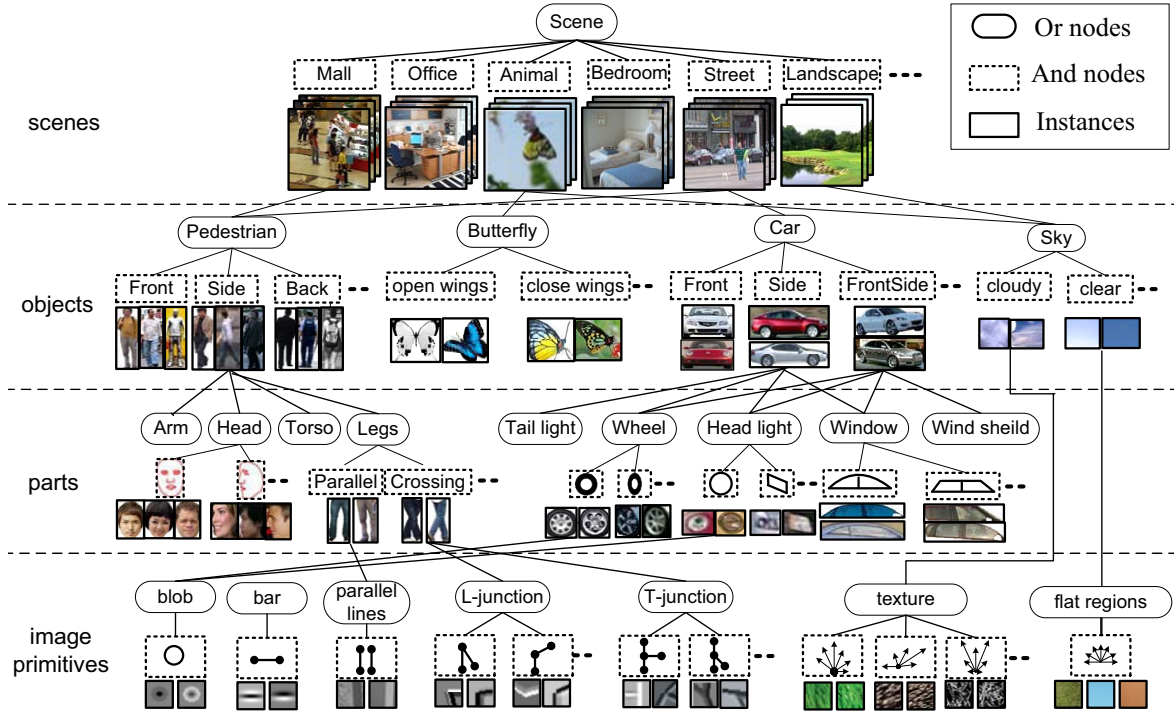 Scene
Or nodes
And nodes
Instances
Mall Office Animal Bedroom Street Landscape
scenes
Pedestrian Butterfly Car Sky
Front Side Back open wings close wings Front Side FrontSide cloudy clear
objects
Arm Head Torso Legs Tail light Wheel Head light Window Wind sheild
parts
Parallel Crossing
blob bar parallel
lines L-junction T-junction texture flat regions
image
primitives